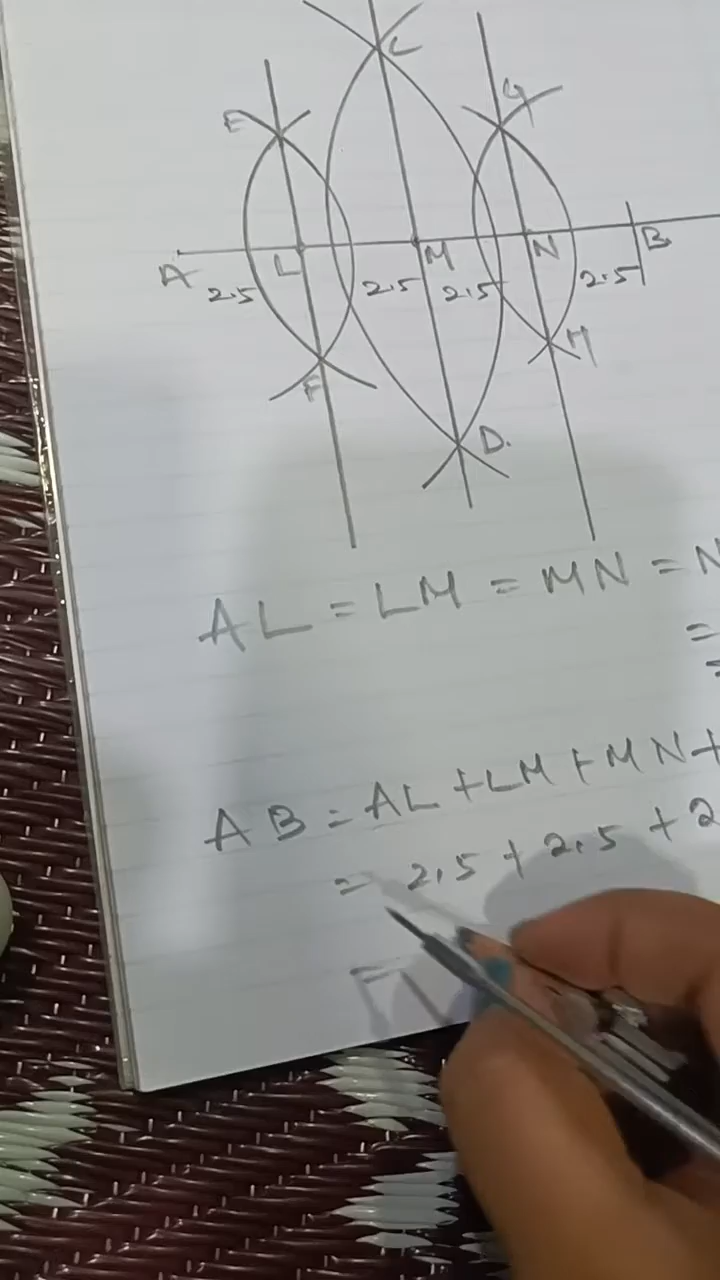 C
E
G
A
L
M
N
B
2.5
2.5
2.5
2.5
F
H
D.
AL = LM = MN = N
=
=
AB = AL + LM + MN +
= 2.5 + 2.5 + 2